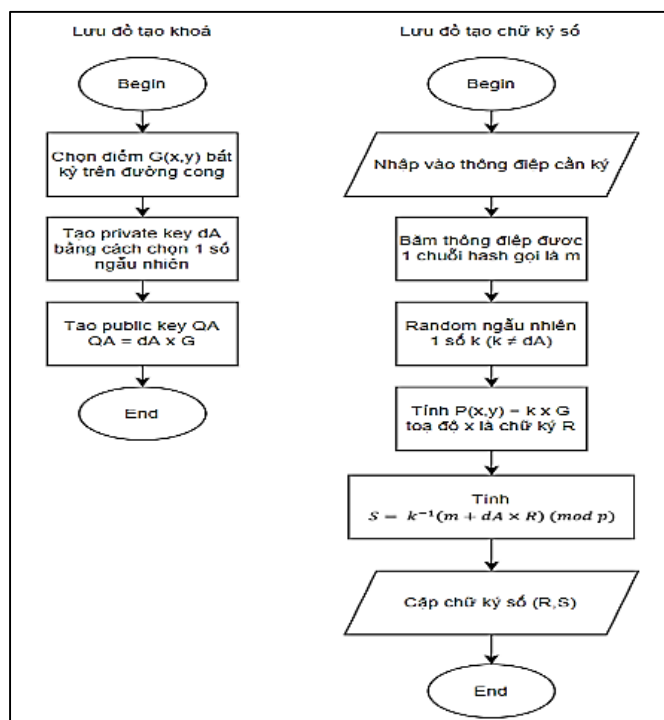 Lưu đồ tạo khoá
Begin
Chọn điểm G(x,y) bất
kỳ trên đường cong
Tạo private key dA
bằng cách chọn 1 số
ngẫu nhiên
Tạo public key QA
QA = dA x G
End
Lưu đồ tạo chữ ký số
Begin
Nhập vào thông điệp cần ký
Băm thông điệp được
1 chuỗi hash gọi là m
Random ngẫu nhiên
1 số k (k ≠ dA)
Tính P(x,y) = k x G
toạ độ x là chữ ký R
Tính
S = k⁻¹(m + dA × R) (mod p)
Cặp chữ ký số (R,S)
End